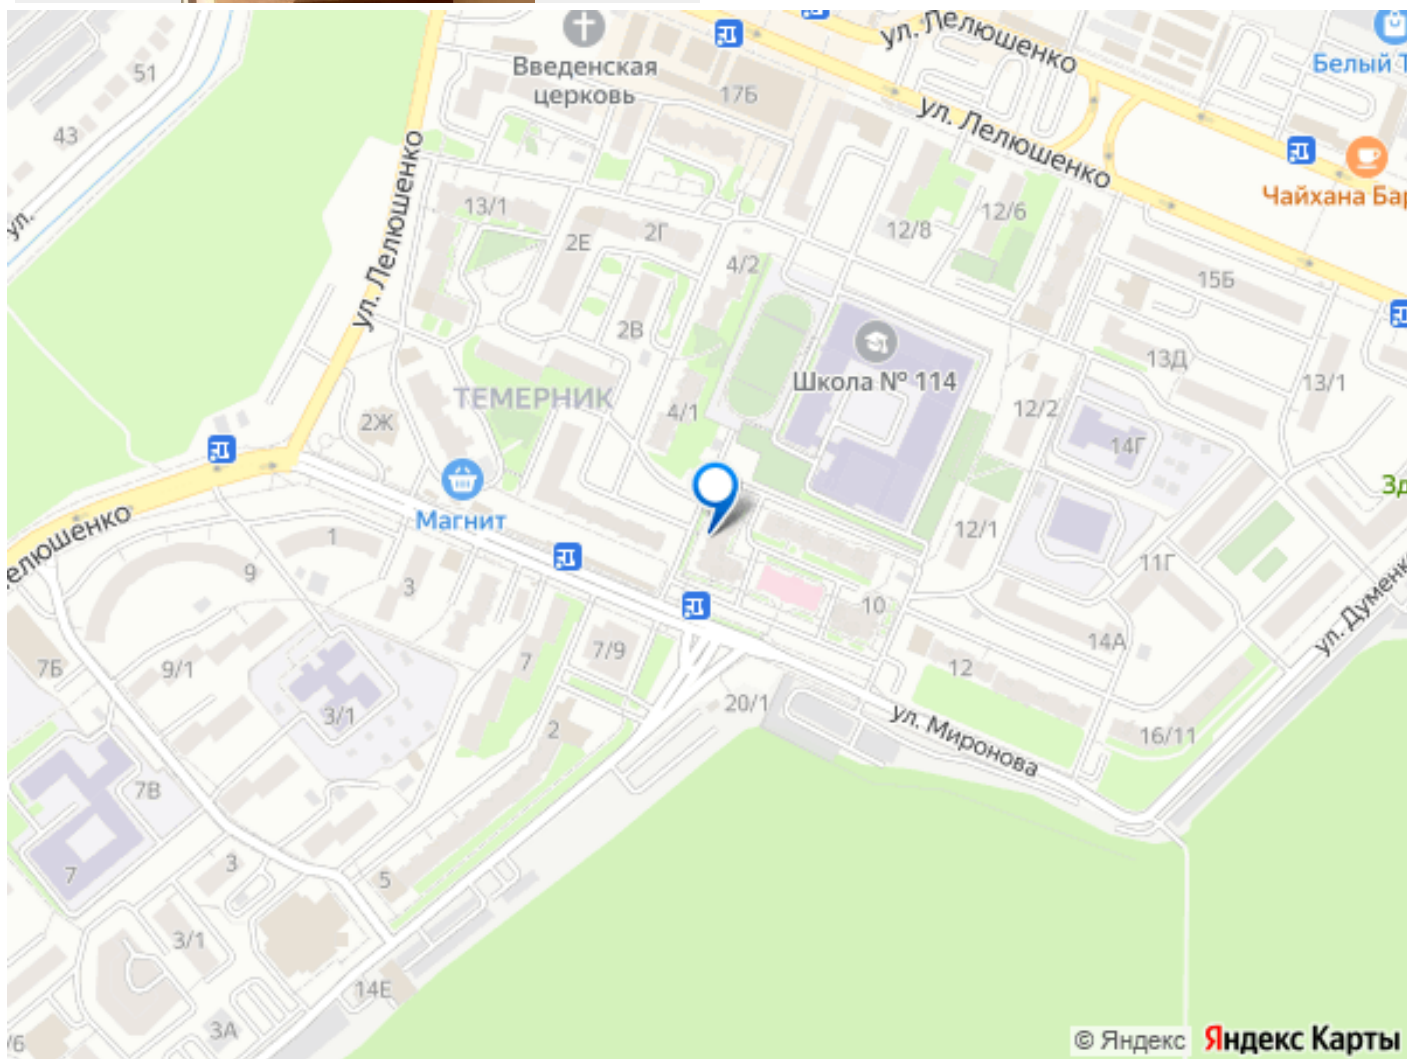 ул. Лелюшенко
Белый Т
51
Введенская
церковь
17Б
43
ул. Лелюшенко
Чайхана Бар
ул.
ул. Лелюшенко
13/1
12/6
12/8
2Е
2Г
4/2
15Б
2В
Школа № 114
13Д
13/1
ТЕМЕРНИК
4/1
12/2
2Ж
14Г
Зд
Магнит
елюшенко
1
12/1
11Г
9
3
10
ул. Думенк
14А
7Б
9/1
7
7/9
12
3/1
2
20/1
ул. Миронова
16/11
7В
7
3
5
3/1
14Е
3А
/6
© Яндекс
Яндекс Карты